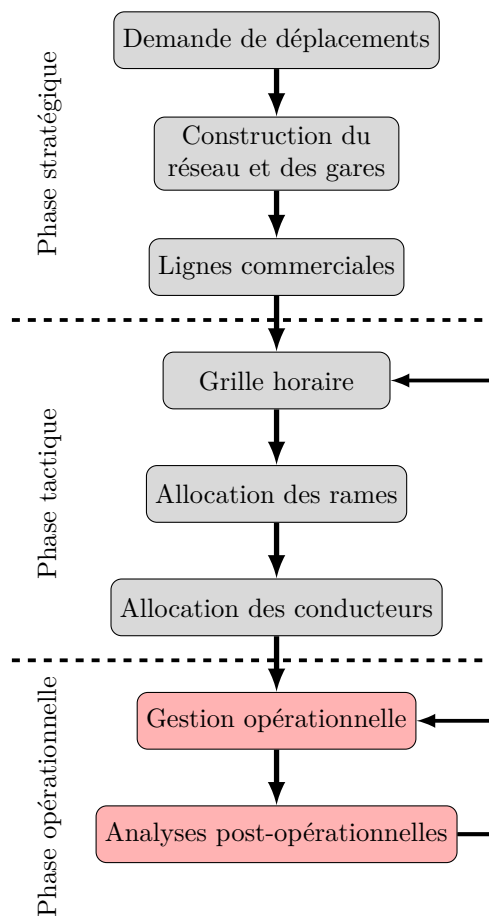 Phase stratégique
Demande de déplacements
Construction du
réseau et des gares
Lignes commerciales
Phase tactique
Grille horaire
Allocation des rames
Allocation des conducteurs
Phase opérationnelle
Gestion opérationnelle
Analyses post-opérationnelles